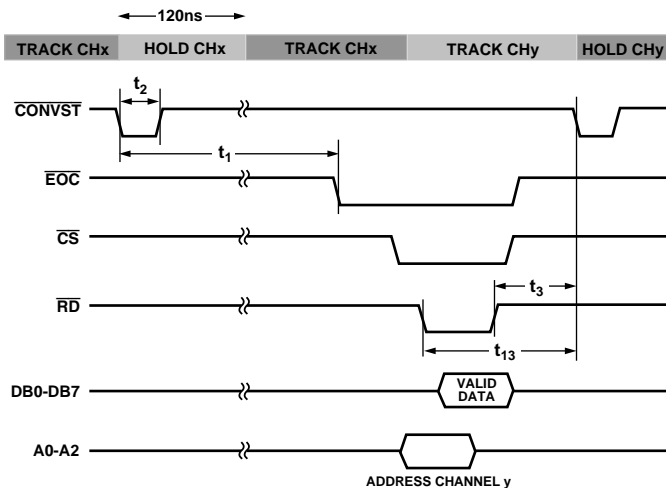 120ns
TRACK CHx HOLD CHx TRACK CHx TRACK CHy HOLD CHy
t2
CONVST
t1
EOC
CS
t3
RD
t13
DB0-DB7
VALID
DATA
A0-A2
ADDRESS CHANNEL y